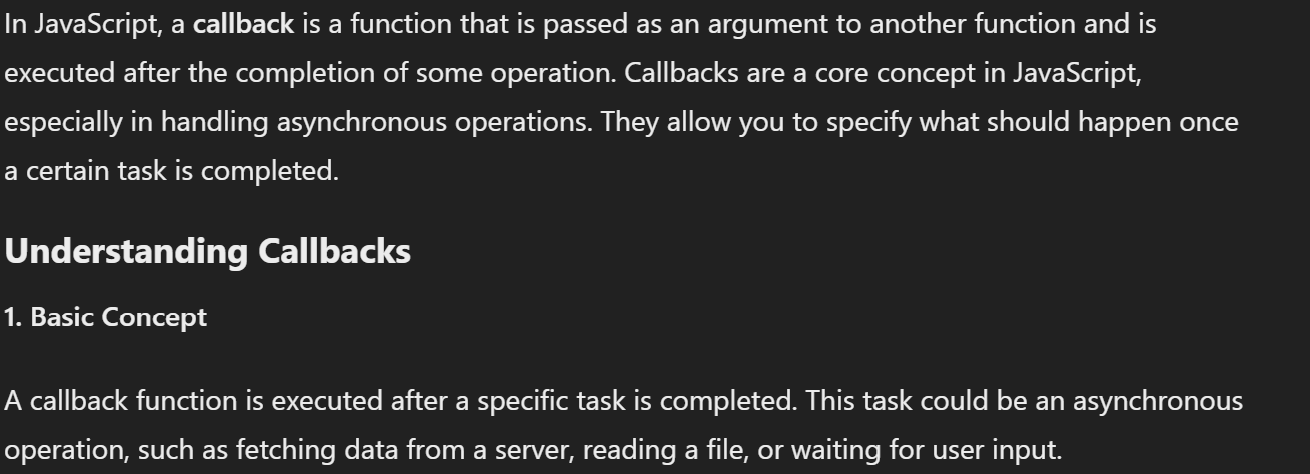 In JavaScript, a callback is a function that is passed as an argument to another function and is
executed after the completion of some operation. Callbacks are a core concept in JavaScript,
especially in handling asynchronous operations. They allow you to specify what should happen once
a certain task is completed.
Understanding Callbacks
1. Basic Concept
A callback function is executed after a specific task is completed. This task could be an asynchronous
operation, such as fetching data from a server, reading a file, or waiting for user input.